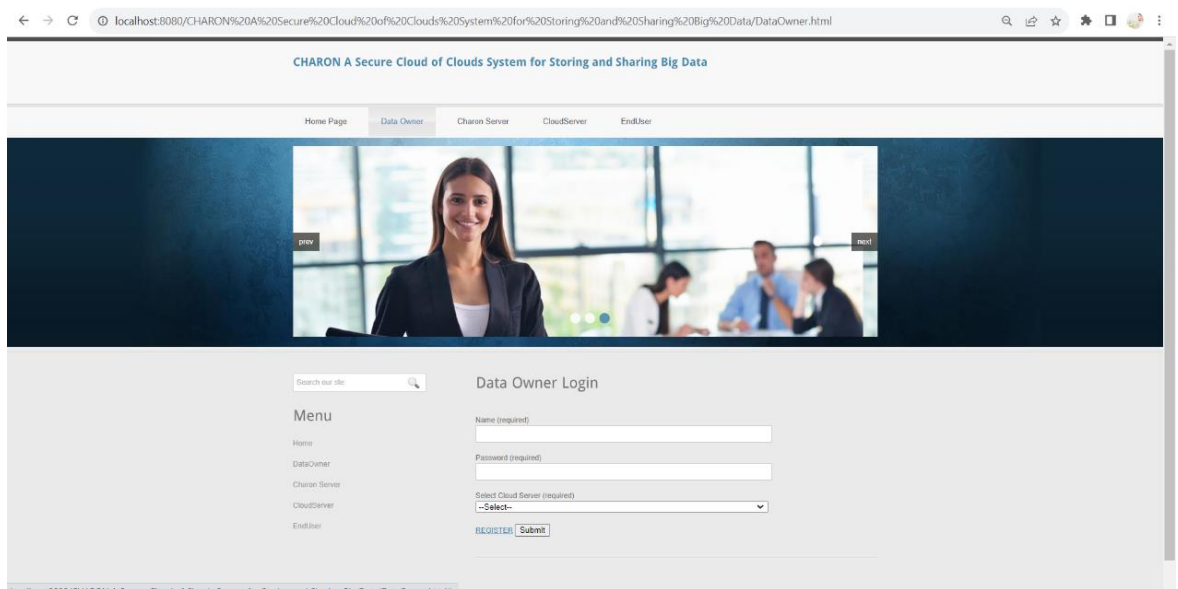 localhost:8080/CHARON%20A%20Secure%20Cloud%20of%20Clouds%20System%20for%20Storing%20and%20Sharing%20Big%20Data/DataOwner.html
CHARON A Secure Cloud of Clouds System for Storing and Sharing Big Data
Home Page Data Owner Charon Server CloudServer EndUser
prev next
Search our site
Data Owner Login
Menu
Name (required)
Home
Password (required)
DataOwner
Charon Server
Select Cloud Server (required)
CloudServer
--Select--
EndUser
REGISTER Submit